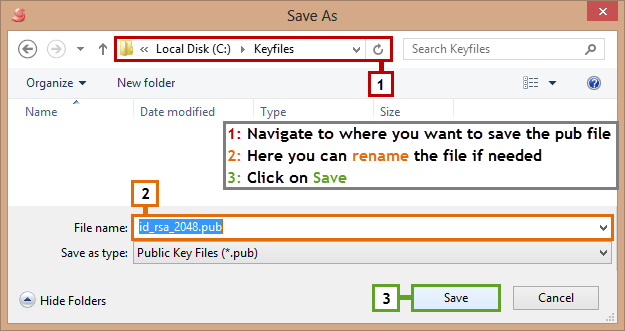 Save As
« Local Disk (C:) Keyfiles
Search Keyfiles
1
Organize New folder
Name Date modified Type Size
1: Navigate to where you want to save the pub file
2: Here you can rename the file if needed
3: Click on Save
2
File name: id_rsa_2048.pub
Save as type: Public Key Files (*.pub)
Hide Folders 3 Save Cancel